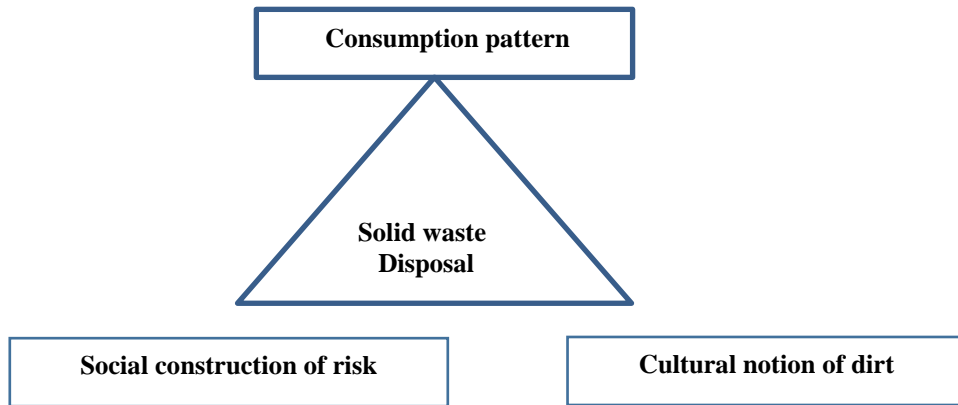 Consumption pattern
Solid waste
Disposal
Social construction of risk
Cultural notion of dirt